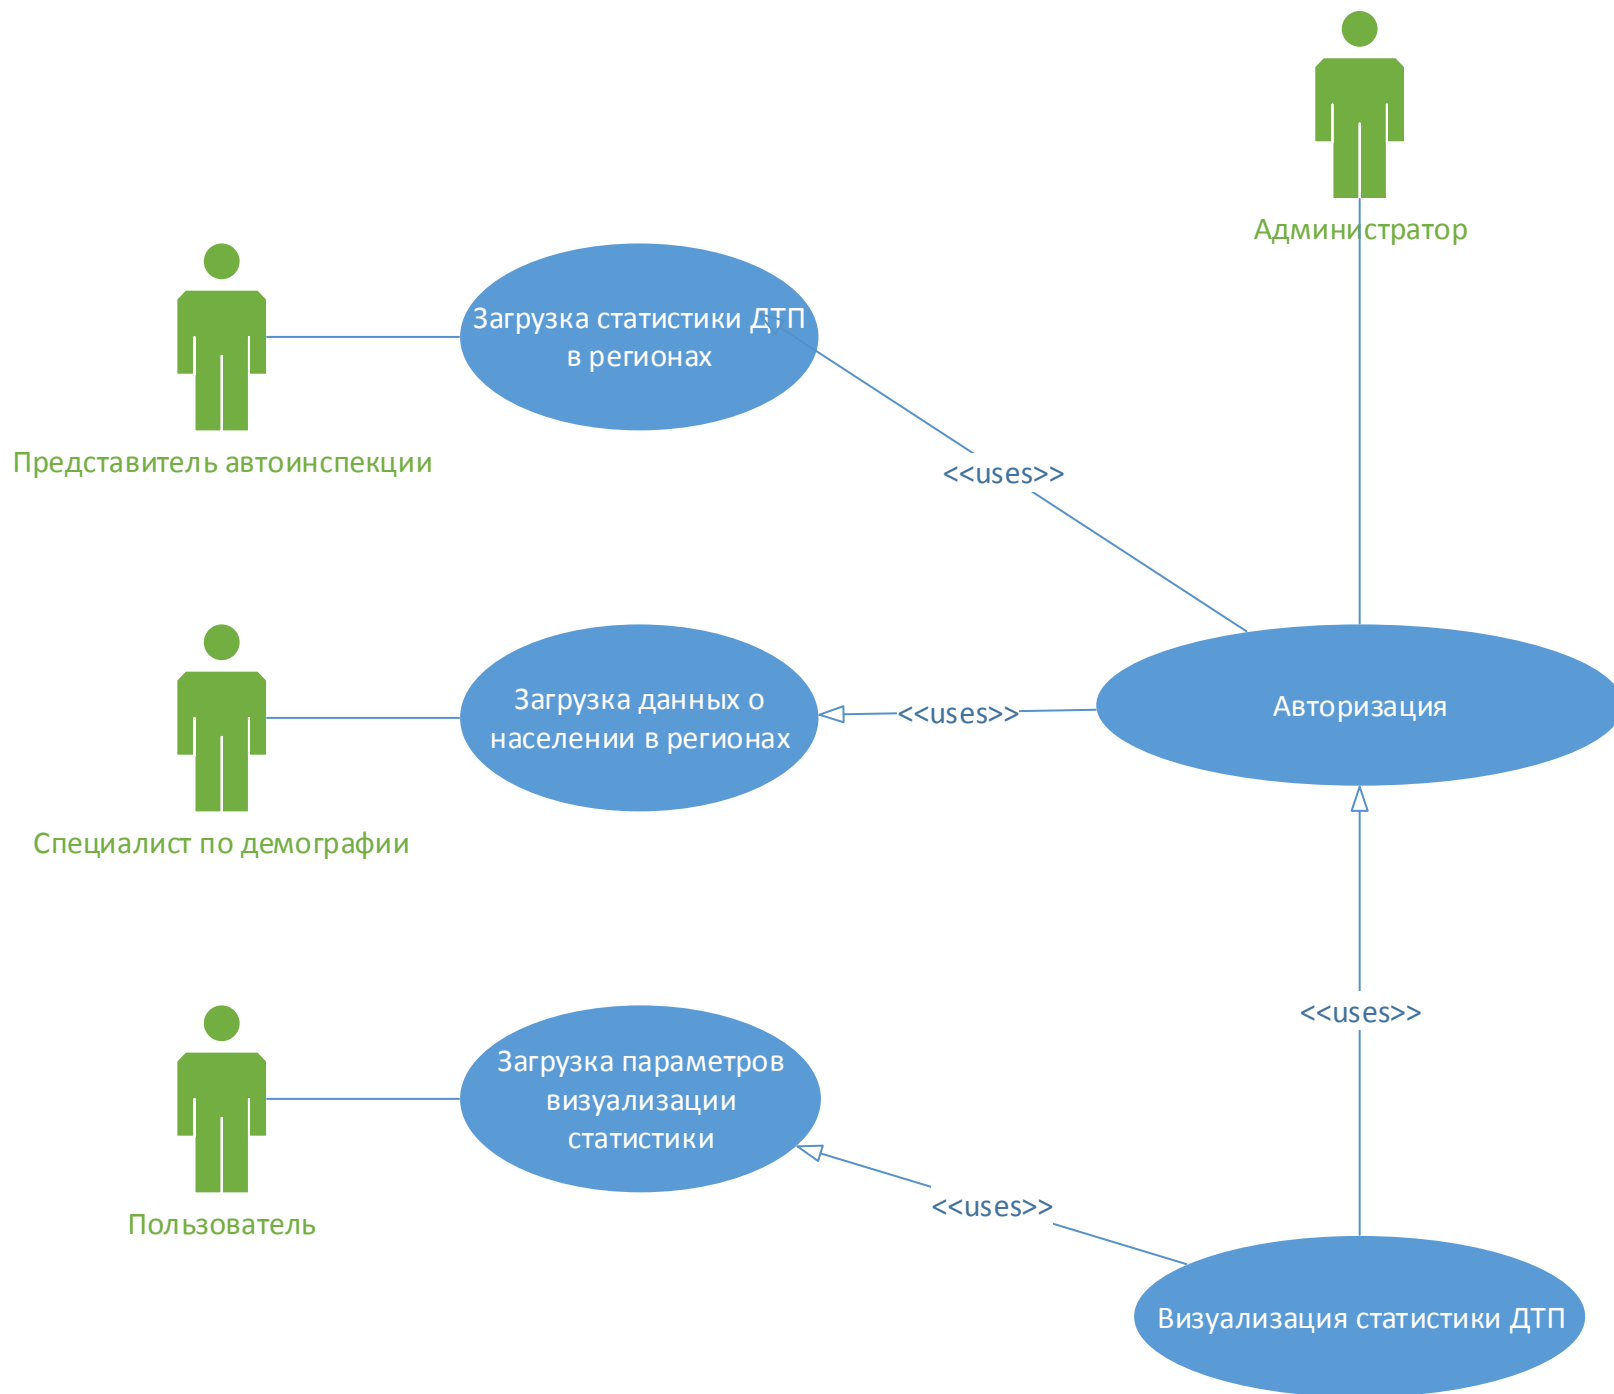 Администратор
Загрузка статистики ДТП
в регионах
Представитель автоинспекции
<<uses>>
Загрузка данных о
населении в регионах
<<uses>>
Авторизация
Специалист по демографии
<<uses>>
Загрузка параметров
визуализации
статистики
<<uses>>
Пользователь
Визуализация статистики ДТП